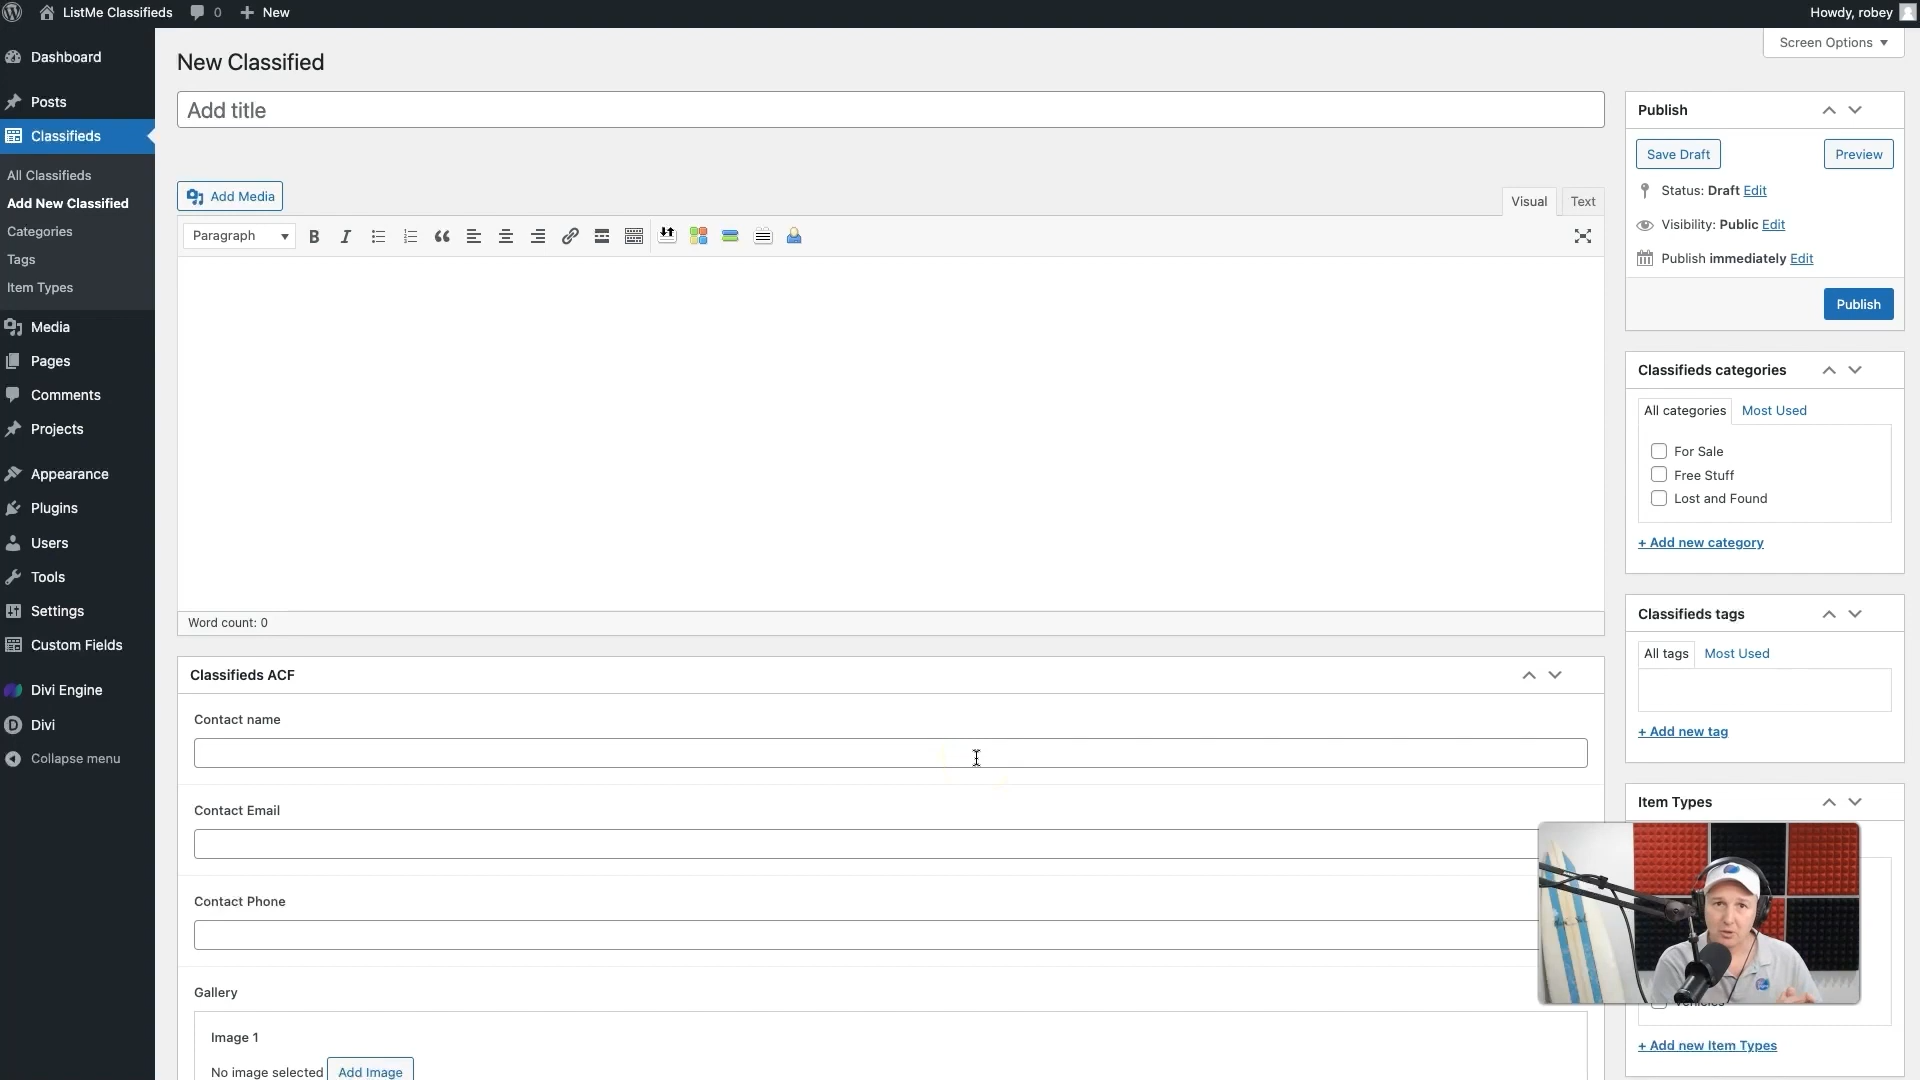 ListMe Classifieds
0
New
Howdy, robey
Screen Options
Dashboard
Posts
Classifieds
All Classifieds
Add New Classified
Categories
Tags
Item Types
Media
Pages
Comments
Projects
Appearance
Plugins
Users
Tools
Settings
Custom Fields
Divi Engine
Divi
Collapse menu
New Classified
Add title
Add Media
Visual
Text
Paragraph
Word count: 0
Classifieds ACF
Contact name
Contact Email
Contact Phone
Gallery
Image 1
No image selected
Add Image
Publish
Save Draft
Preview
Status: Draft Edit
Visibility: Public Edit
Publish immediately Edit
Publish
Classifieds categories
All categories
Most Used
For Sale
Free Stuff
Lost and Found
+ Add new category
Classifieds tags
All tags
Most Used
+ Add new tag
Item Types
+ Add new Item Types